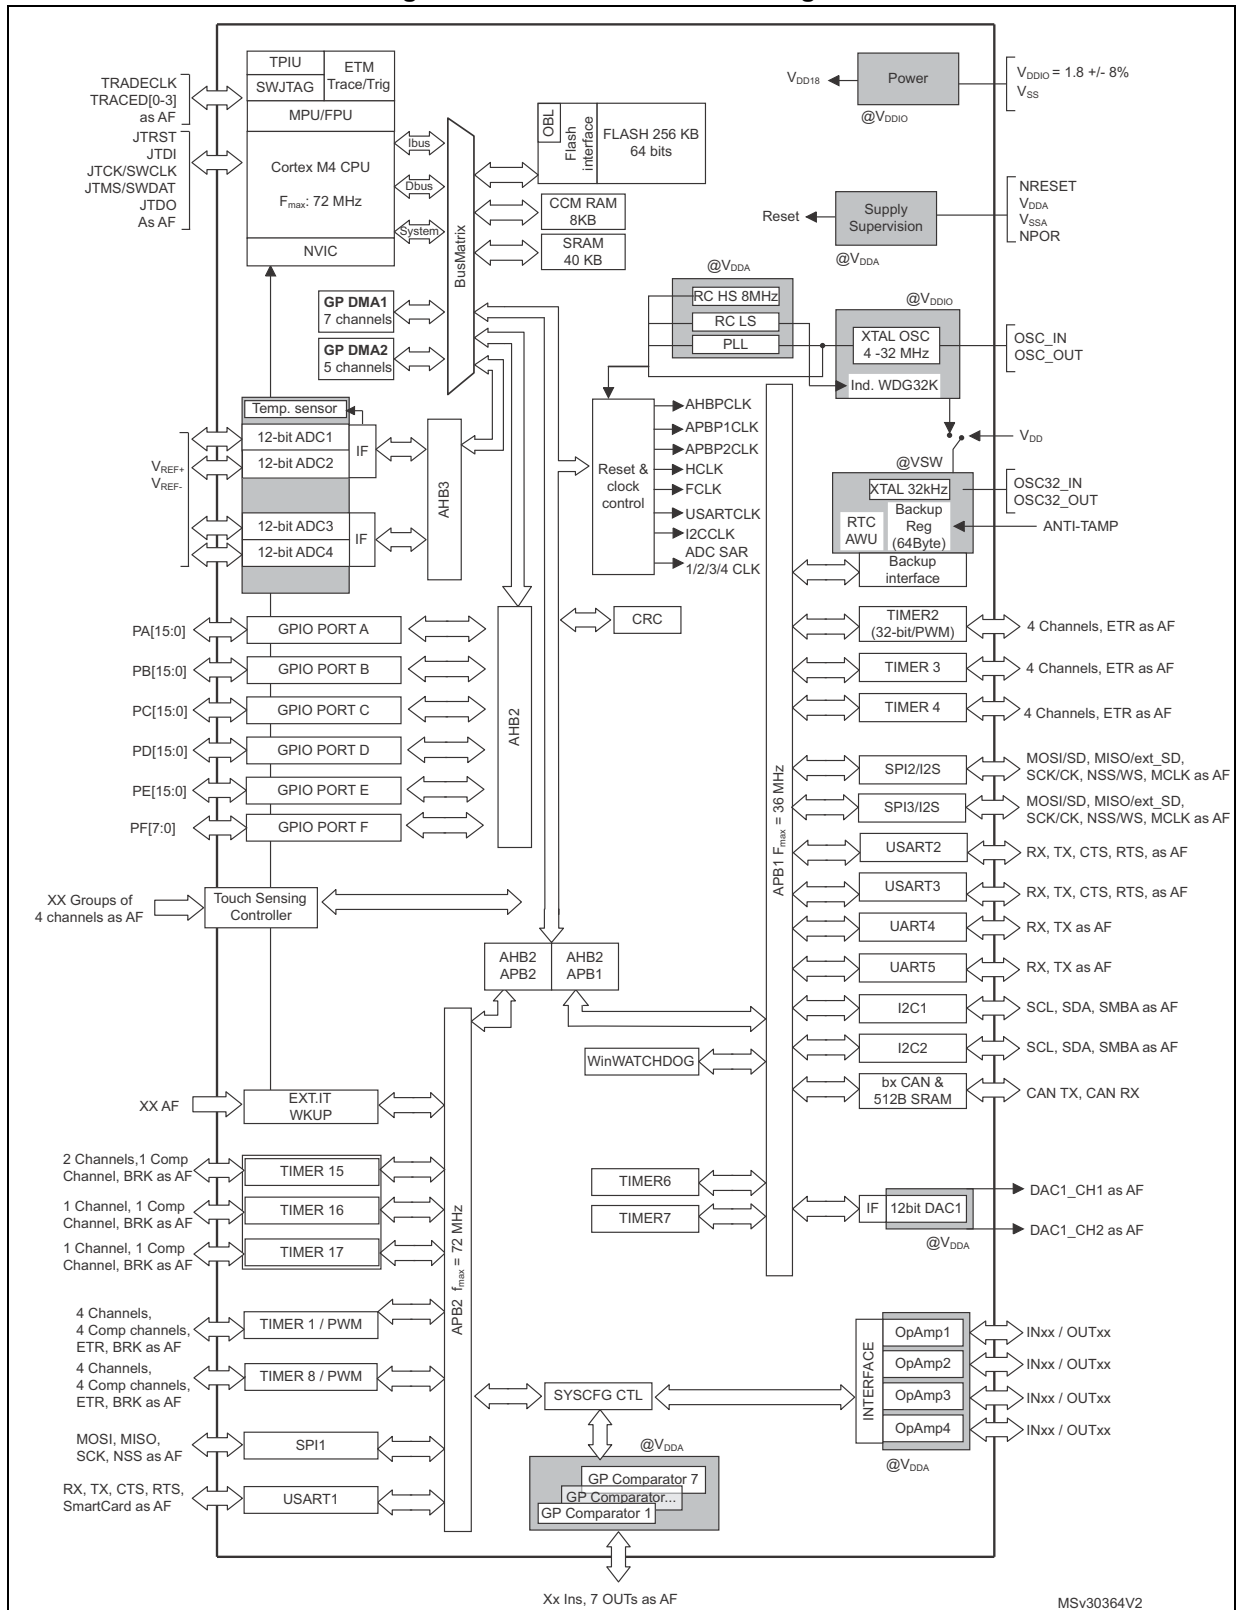 TPIU
SWJTAG
ETM
Trace/Trig
MPU/FPU
Cortex M4 CPU
Fmax: 72 MHz
NVIC
TRADECLK
TRACED[0-3]
as AF
JTRST
JTDI
JTCK/SWCLK
JTMS/SWDAT
JTDO
As AF
Ibus
Dbus
System
BusMatrix
OBL
Flash
interface
FLASH 256 KB
64 bits
CCM RAM
8KB
SRAM
40 KB
VDD18
Power
@VDDIO
VDDIO = 1.8 +/- 8%
VSS
Reset
Supply
Supervision
@VDDA
NRESET
VDDA
VSSA
NPOR
GP DMA1
7 channels
GP DMA2
5 channels
@VDDA
RC HS 8MHz
RC LS
PLL
@VDDIO
XTAL OSC
4 -32 MHz
Ind. WDG32K
OSC_IN
OSC_OUT
Temp. sensor
12-bit ADC1
12-bit ADC2
IF
VREF+
VREF-
12-bit ADC3
12-bit ADC4
IF
AHB3
Reset &
clock
control
AHBPCLK
APBP1CLK
APBP2CLK
HCLK
FCLK
USARTCLK
I2CCLK
ADC SAR
1/2/3/4 CLK
VDD
@VSW
XTAL 32kHz
OSC32_IN
OSC32_OUT
RTC
AWU
Backup
Reg
(64Byte)
ANTI-TAMP
Backup
interface
CRC
PA[15:0]
GPIO PORT A
PB[15:0]
GPIO PORT B
PC[15:0]
GPIO PORT C
PD[15:0]
GPIO PORT D
PE[15:0]
GPIO PORT E
PF[7:0]
GPIO PORT F
AHB2
XX Groups of
4 channels as AF
Touch Sensing
Controller
AHB2
APB2
AHB2
APB1
APB1 Fmax = 36 MHz
TIMER2
(32-bit/PWM)
4 Channels, ETR as AF
TIMER 3
4 Channels, ETR as AF
TIMER 4
4 Channels, ETR as AF
SPI2/I2S
MOSI/SD, MISO/ext_SD,
SCK/CK, NSS/WS, MCLK as AF
SPI3/I2S
MOSI/SD, MISO/ext_SD,
SCK/CK, NSS/WS, MCLK as AF
USART2
RX, TX, CTS, RTS, as AF
USART3
RX, TX, CTS, RTS, as AF
UART4
RX, TX as AF
UART5
RX, TX as AF
I2C1
SCL, SDA, SMBA as AF
I2C2
SCL, SDA, SMBA as AF
bx CAN &
512B SRAM
CAN TX, CAN RX
WinWATCHDOG
TIMER6
TIMER7
IF
12bit DAC1
@VDDA
DAC1_CH1 as AF
DAC1_CH2 as AF
XX AF
EXT.IT
WKUP
2 Channels,1 Comp
Channel, BRK as AF
TIMER 15
1 Channel, 1 Comp
Channel, BRK as AF
TIMER 16
1 Channel, 1 Comp
Channel, BRK as AF
TIMER 17
4 Channels,
4 Comp channels,
ETR, BRK as AF
TIMER 1 / PWM
4 Channels,
4 Comp channels,
ETR, BRK as AF
TIMER 8 / PWM
MOSI, MISO,
SCK, NSS as AF
SPI1
RX, TX, CTS, RTS,
SmartCard as AF
USART1
APB2 fmax = 72 MHz
SYSCFG CTL
@VDDA
GP Comparator 7
GP Comparator...
GP Comparator 1
Xx Ins, 7 OUTs as AF
INTERFACE
OpAmp1
INxx / OUTxx
OpAmp2
INxx / OUTxx
OpAmp3
INxx / OUTxx
OpAmp4
INxx / OUTxx
@VDDA
MSv30364V2